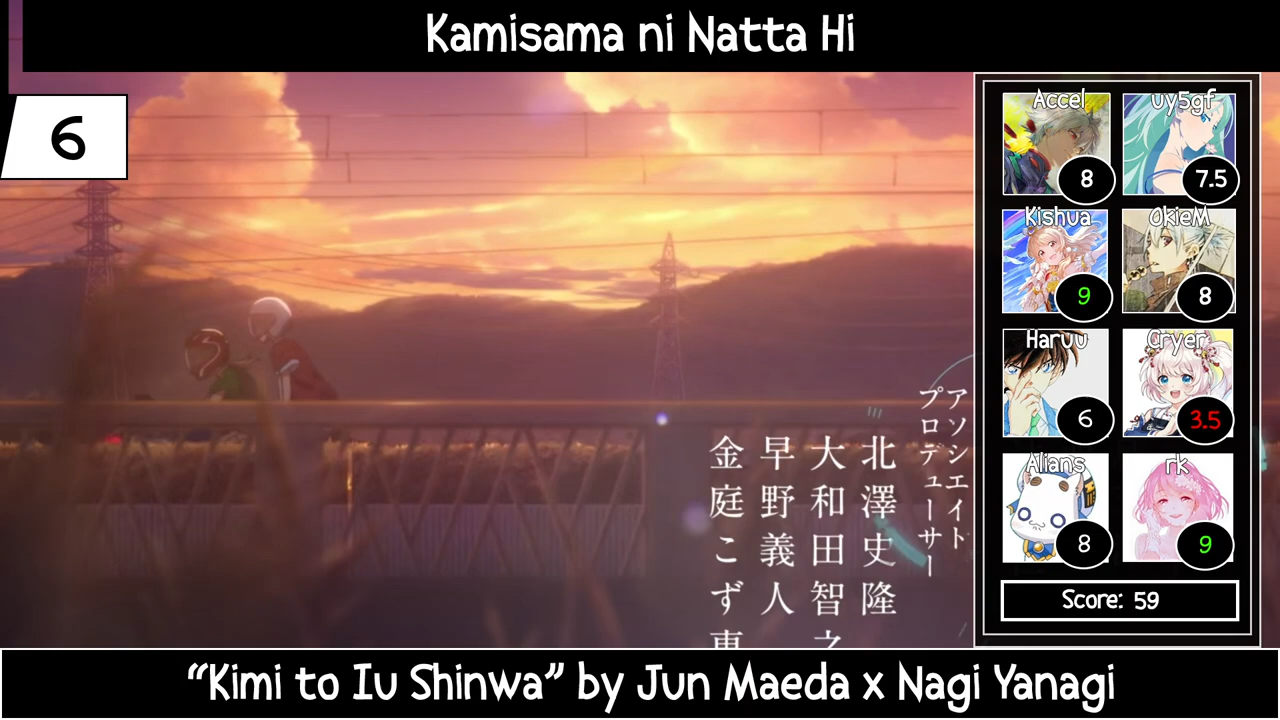 Kamisama ni Natta Hi
6
Accel
8
uy5gf
7.5
Kishua
9
OkieM
8
Haruu
6
Cryer
3.5
Alians
8
rk
9
Score: 59
アソシエイト
プロデューサー
北澤史隆
大和田智之
早野義人
金庭こず恵
“Kimi to Iu Shinwa” by Jun Maeda x Nagi Yanagi